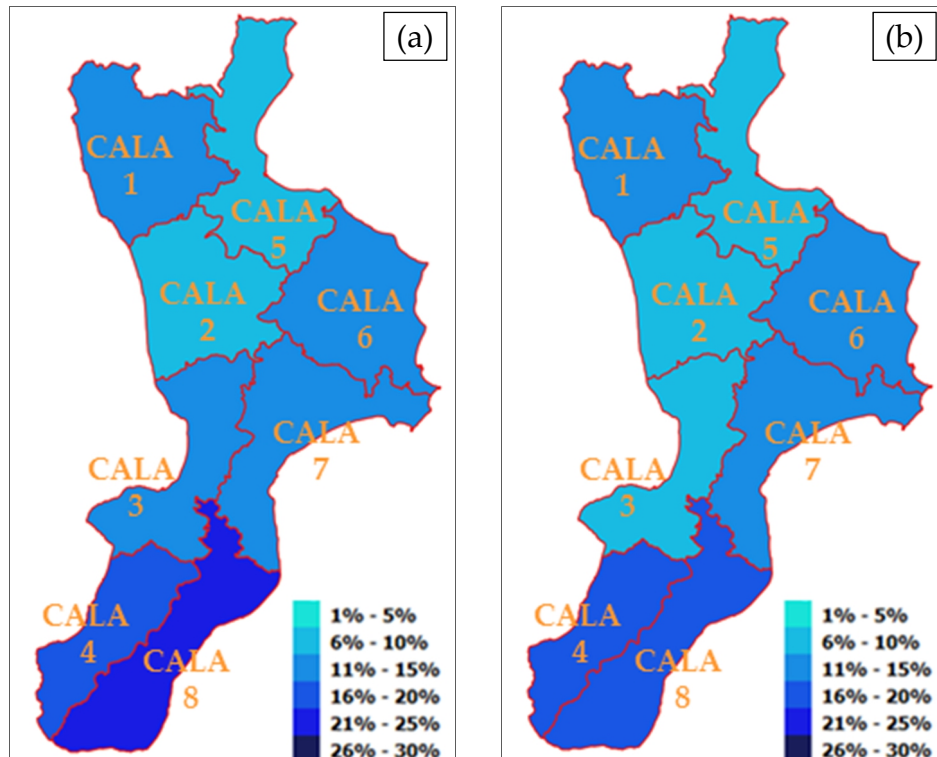 (a)
CALA
1
CALA
5
CALA
2
CALA
6
CALA
7
CALA
3
CALA
4
CALA
8
1% - 5%
6% - 10%
11% - 15%
16% - 20%
21% - 25%
26% - 30%
(b)
CALA
1
CALA
5
CALA
2
CALA
6
CALA
7
CALA
3
CALA
4
CALA
8
1% - 5%
6% - 10%
11% - 15%
16% - 20%
21% - 25%
26% - 30%